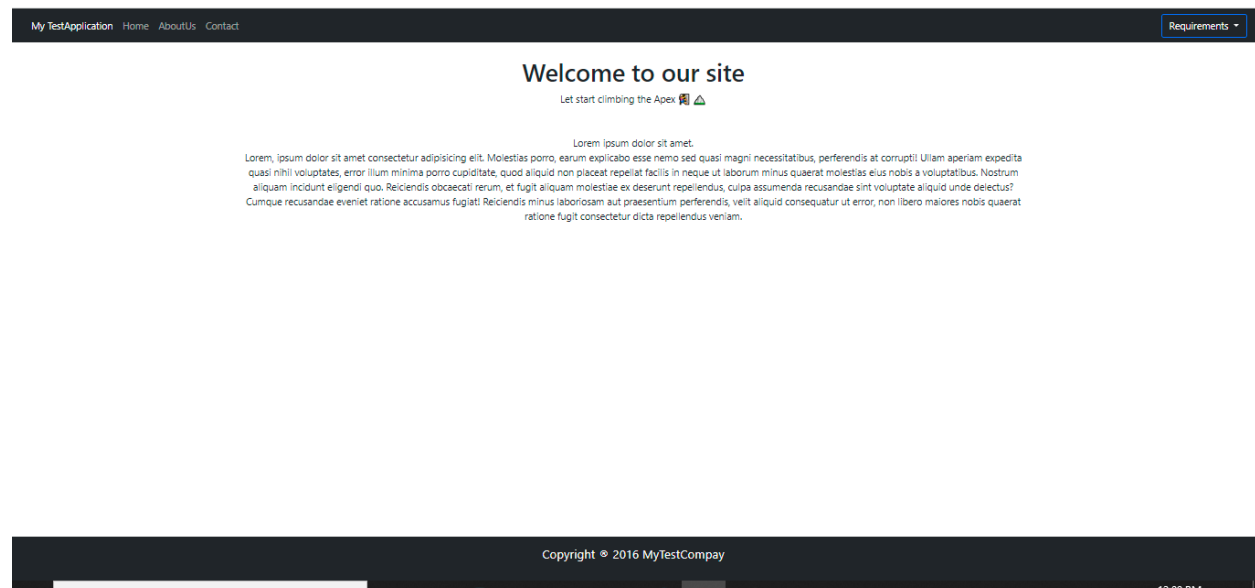 My TestApplication Home AboutUs Contact Requirements
Welcome to our site
Let start climbing the Apex
Lorem ipsum dolor sit amet.
Lorem, ipsum dolor sit amet consectetur adipisicing elit. Molestias porro, earum explicabo esse nemo sed quasi magni necessitatibus, perferendis at corrupti! Ullam aperiam expedita
quasi nihil voluptates, error illum minima porro cupiditate, quod aliquid non placeat repellat facilis in neque ut laborum minus quaerat molestias eius nobis a voluptatibus. Nostrum
aliquam incidunt eligendi quo. Reiciendis obcaecati rerum, et fugit aliquam molestiae ex deserunt repellendus, culpa assumenda recusandae sint voluptate aliquid unde delectus?
Cumque recusandae eveniet ratione accusamus fugiat! Reiciendis minus laboriosam aut praesentium perferendis, velit aliquid consequatur ut error, non libero maiores nobis quaerat
ratione fugit consectetur dicta repellendus veniam.
Copyright ® 2016 MyTestCompay